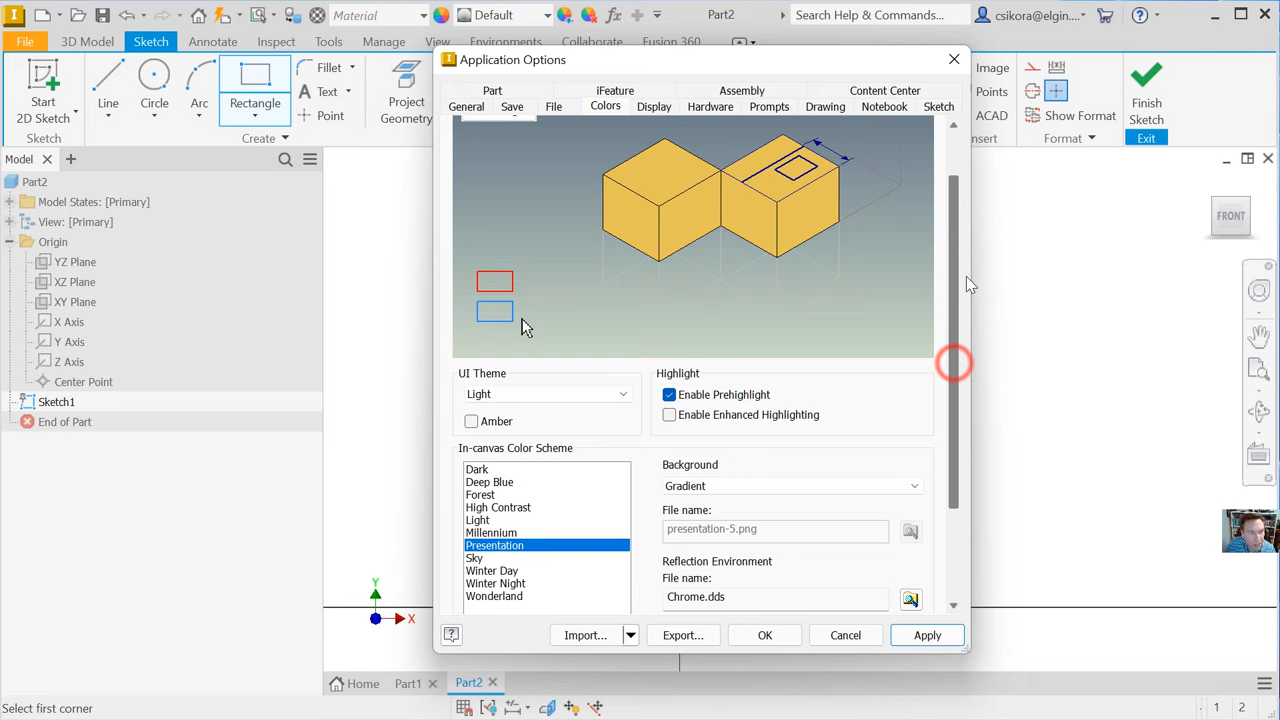 Material
Default
Part2
Search Help & Commands...
csikora@elgin....
File
3D Model
Sketch
Annotate
Inspect
Tools
Manage
View
Environments
Collaborate
Fusion 360
Start
2D Sketch
Sketch
Line
Circle
Arc
Rectangle
Fillet
Text
Point
Create
Project
Geometry
Image
Points
ACAD
Insert
Show Format
Format
Finish
Sketch
Exit
Application Options
Part
iFeature
Assembly
Content Center
General
Save
File
Colors
Display
Hardware
Prompts
Drawing
Notebook
Sketch
Model
Part2
Model States: [Primary]
View: [Primary]
Origin
YZ Plane
XZ Plane
XY Plane
X Axis
Y Axis
Z Axis
Center Point
Sketch1
End of Part
FRONT
UI Theme
Light
Amber
Highlight
Enable Prehighlight
Enable Enhanced Highlighting
In-canvas Color Scheme
Dark
Deep Blue
Forest
High Contrast
Light
Millennium
Presentation
Sky
Winter Day
Winter Night
Wonderland
Background
Gradient
File name:
presentation-5.png
Reflection Environment
File name:
Chrome.dds
Import...
Export...
OK
Cancel
Apply
Y
X
Home
Part1
Part2
Select first corner
1
2